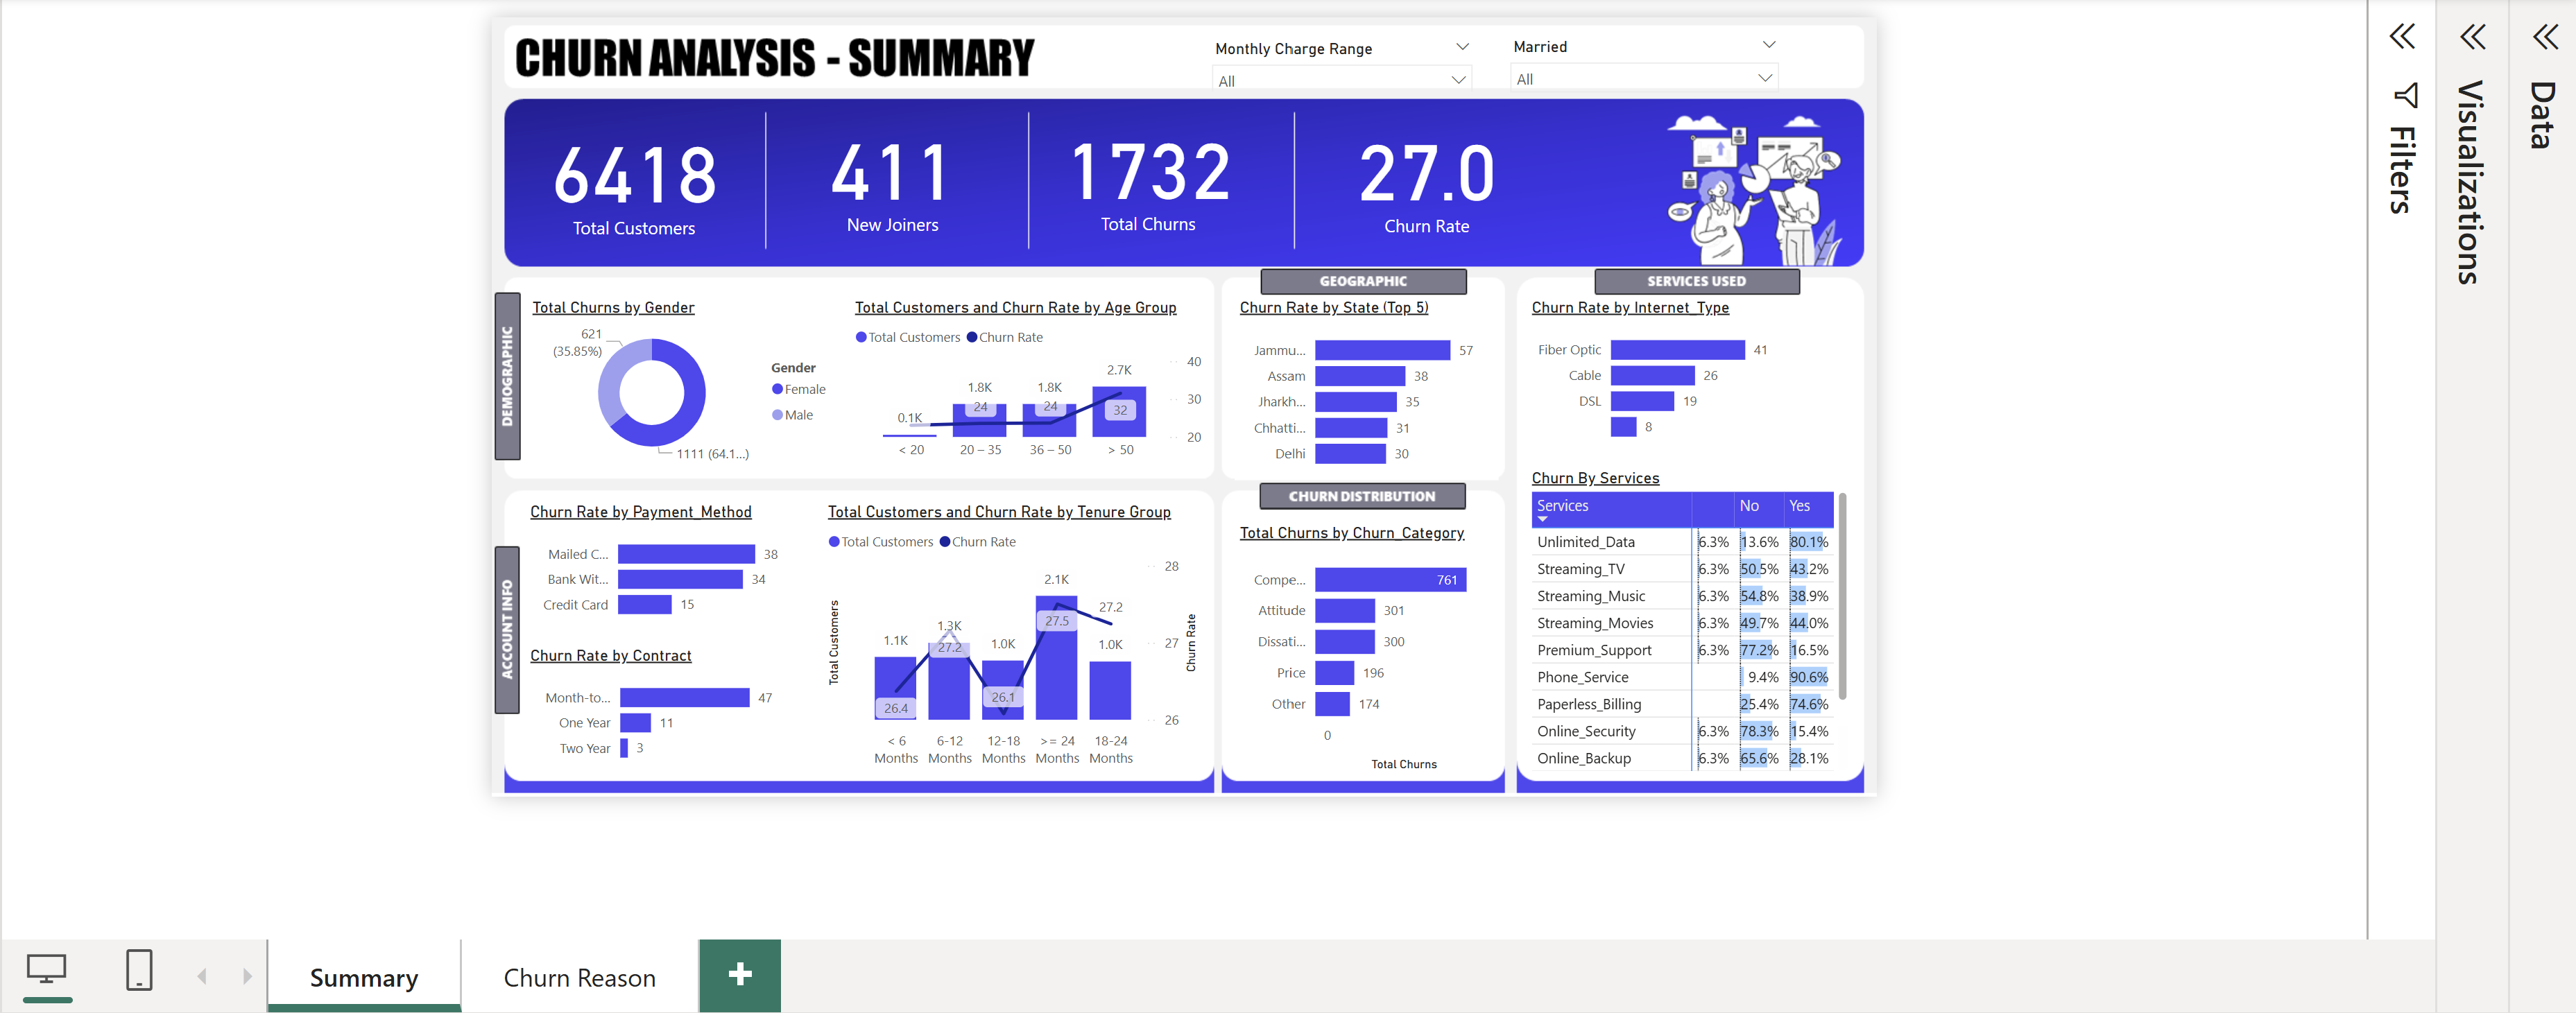 CHURN ANALYSIS - SUMMARY
Monthly Charge Range
All
Married
All
6418
Total Customers
411
New Joiners
1732
Total Churns
27.0
Churn Rate
DEMOGRAPHIC
Total Churns by Gender
621
(35.85%)
1111 (64.1...)
Gender
Female
Male
Total Customers and Churn Rate by Age Group
Total Customers Churn Rate
0.1K 1.8K 1.8K 2.7K
24 24 32
40
30
20
< 20 20 – 35 36 – 50 > 50
GEOGRAPHIC
Churn Rate by State (Top 5)
Jammu... 57
Assam 38
Jharkh... 35
Chhatti... 31
Delhi 30
SERVICES USED
Churn Rate by Internet_Type
Fiber Optic 41
Cable 26
DSL 19
8
Churn By Services
Services No Yes
Unlimited_Data 6.3% 13.6% 80.1%
Streaming_TV 6.3% 50.5% 43.2%
Streaming_Music 6.3% 54.8% 38.9%
Streaming_Movies 6.3% 49.7% 44.0%
Premium_Support 6.3% 77.2% 16.5%
Phone_Service 9.4% 90.6%
Paperless_Billing 25.4% 74.6%
Online_Security 6.3% 78.3% 15.4%
Online_Backup 6.3% 65.6% 28.1%
ACCOUNT INFO
Churn Rate by Payment_Method
Mailed C... 38
Bank Wit... 34
Credit Card 15
Churn Rate by Contract
Month-to... 47
One Year 11
Two Year 3
Total Customers and Churn Rate by Tenure Group
Total Customers Churn Rate
Total Customers
1.1K 1.3K 1.0K 2.1K 1.0K
26.4 27.2 26.1 27.5 27.2
28
27
26
Churn Rate
< 6 6-12 12-18 >= 24 18-24
Months Months Months Months Months
CHURN DISTRIBUTION
Total Churns by Churn_Category
Compe... 761
Attitude 301
Dissati... 300
Price 196
Other 174
0
Total Churns
Filters
Visualizations
Data
Summary
Churn Reason
+